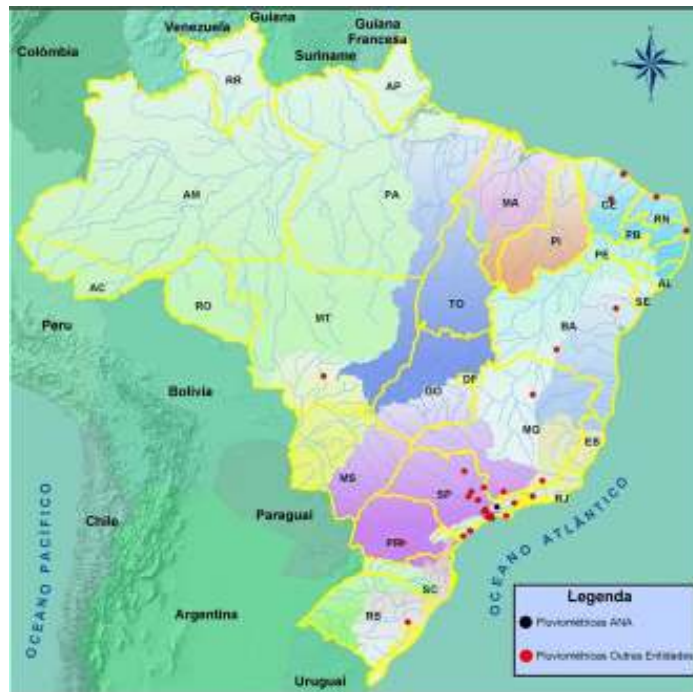 Guiana
Venezuela
Guiana
Francesa
Suriname
Colômbia
RR
AP
AM
PA
MA
CE
RN
PB
PI
PE
AL
SE
AC
RO
TO
MT
BA
Peru
Bolívia
GO
DF
MG
ES
MS
SP
RJ
Paraguai
Chile
PR
SC
RS
Argentina
Uruguai
OCEANO PACÍFICO
OCEANO ATLÂNTICO
Legenda
Pluviométricas ANA
Pluviométricas Outras Entidades